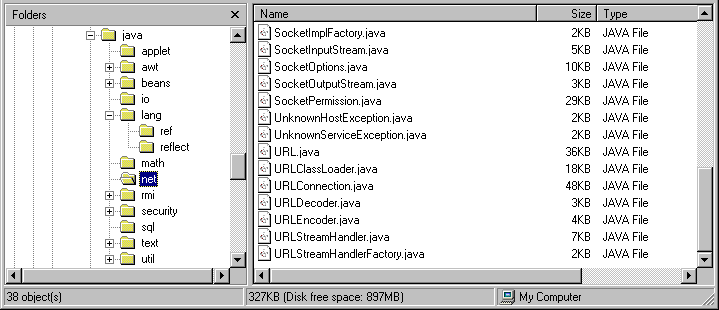 Folders
java
applet
awt
beans
io
lang
ref
reflect
math
net
rmi
security
sql
text
util
Name Size Type
SocketImplFactory.java 2KB JAVA File
SocketInputStream.java 5KB JAVA File
SocketOptions.java 10KB JAVA File
SocketOutputStream.java 3KB JAVA File
SocketPermission.java 29KB JAVA File
UnknownHostException.java 2KB JAVA File
UnknownServiceException.java 2KB JAVA File
URL.java 36KB JAVA File
URLClassLoader.java 18KB JAVA File
URLConnection.java 48KB JAVA File
URLDecoder.java 3KB JAVA File
URLEncoder.java 4KB JAVA File
URLStreamHandler.java 7KB JAVA File
URLStreamHandlerFactory.java 2KB JAVA File
38 object(s) 327KB (Disk free space: 897MB) My Computer